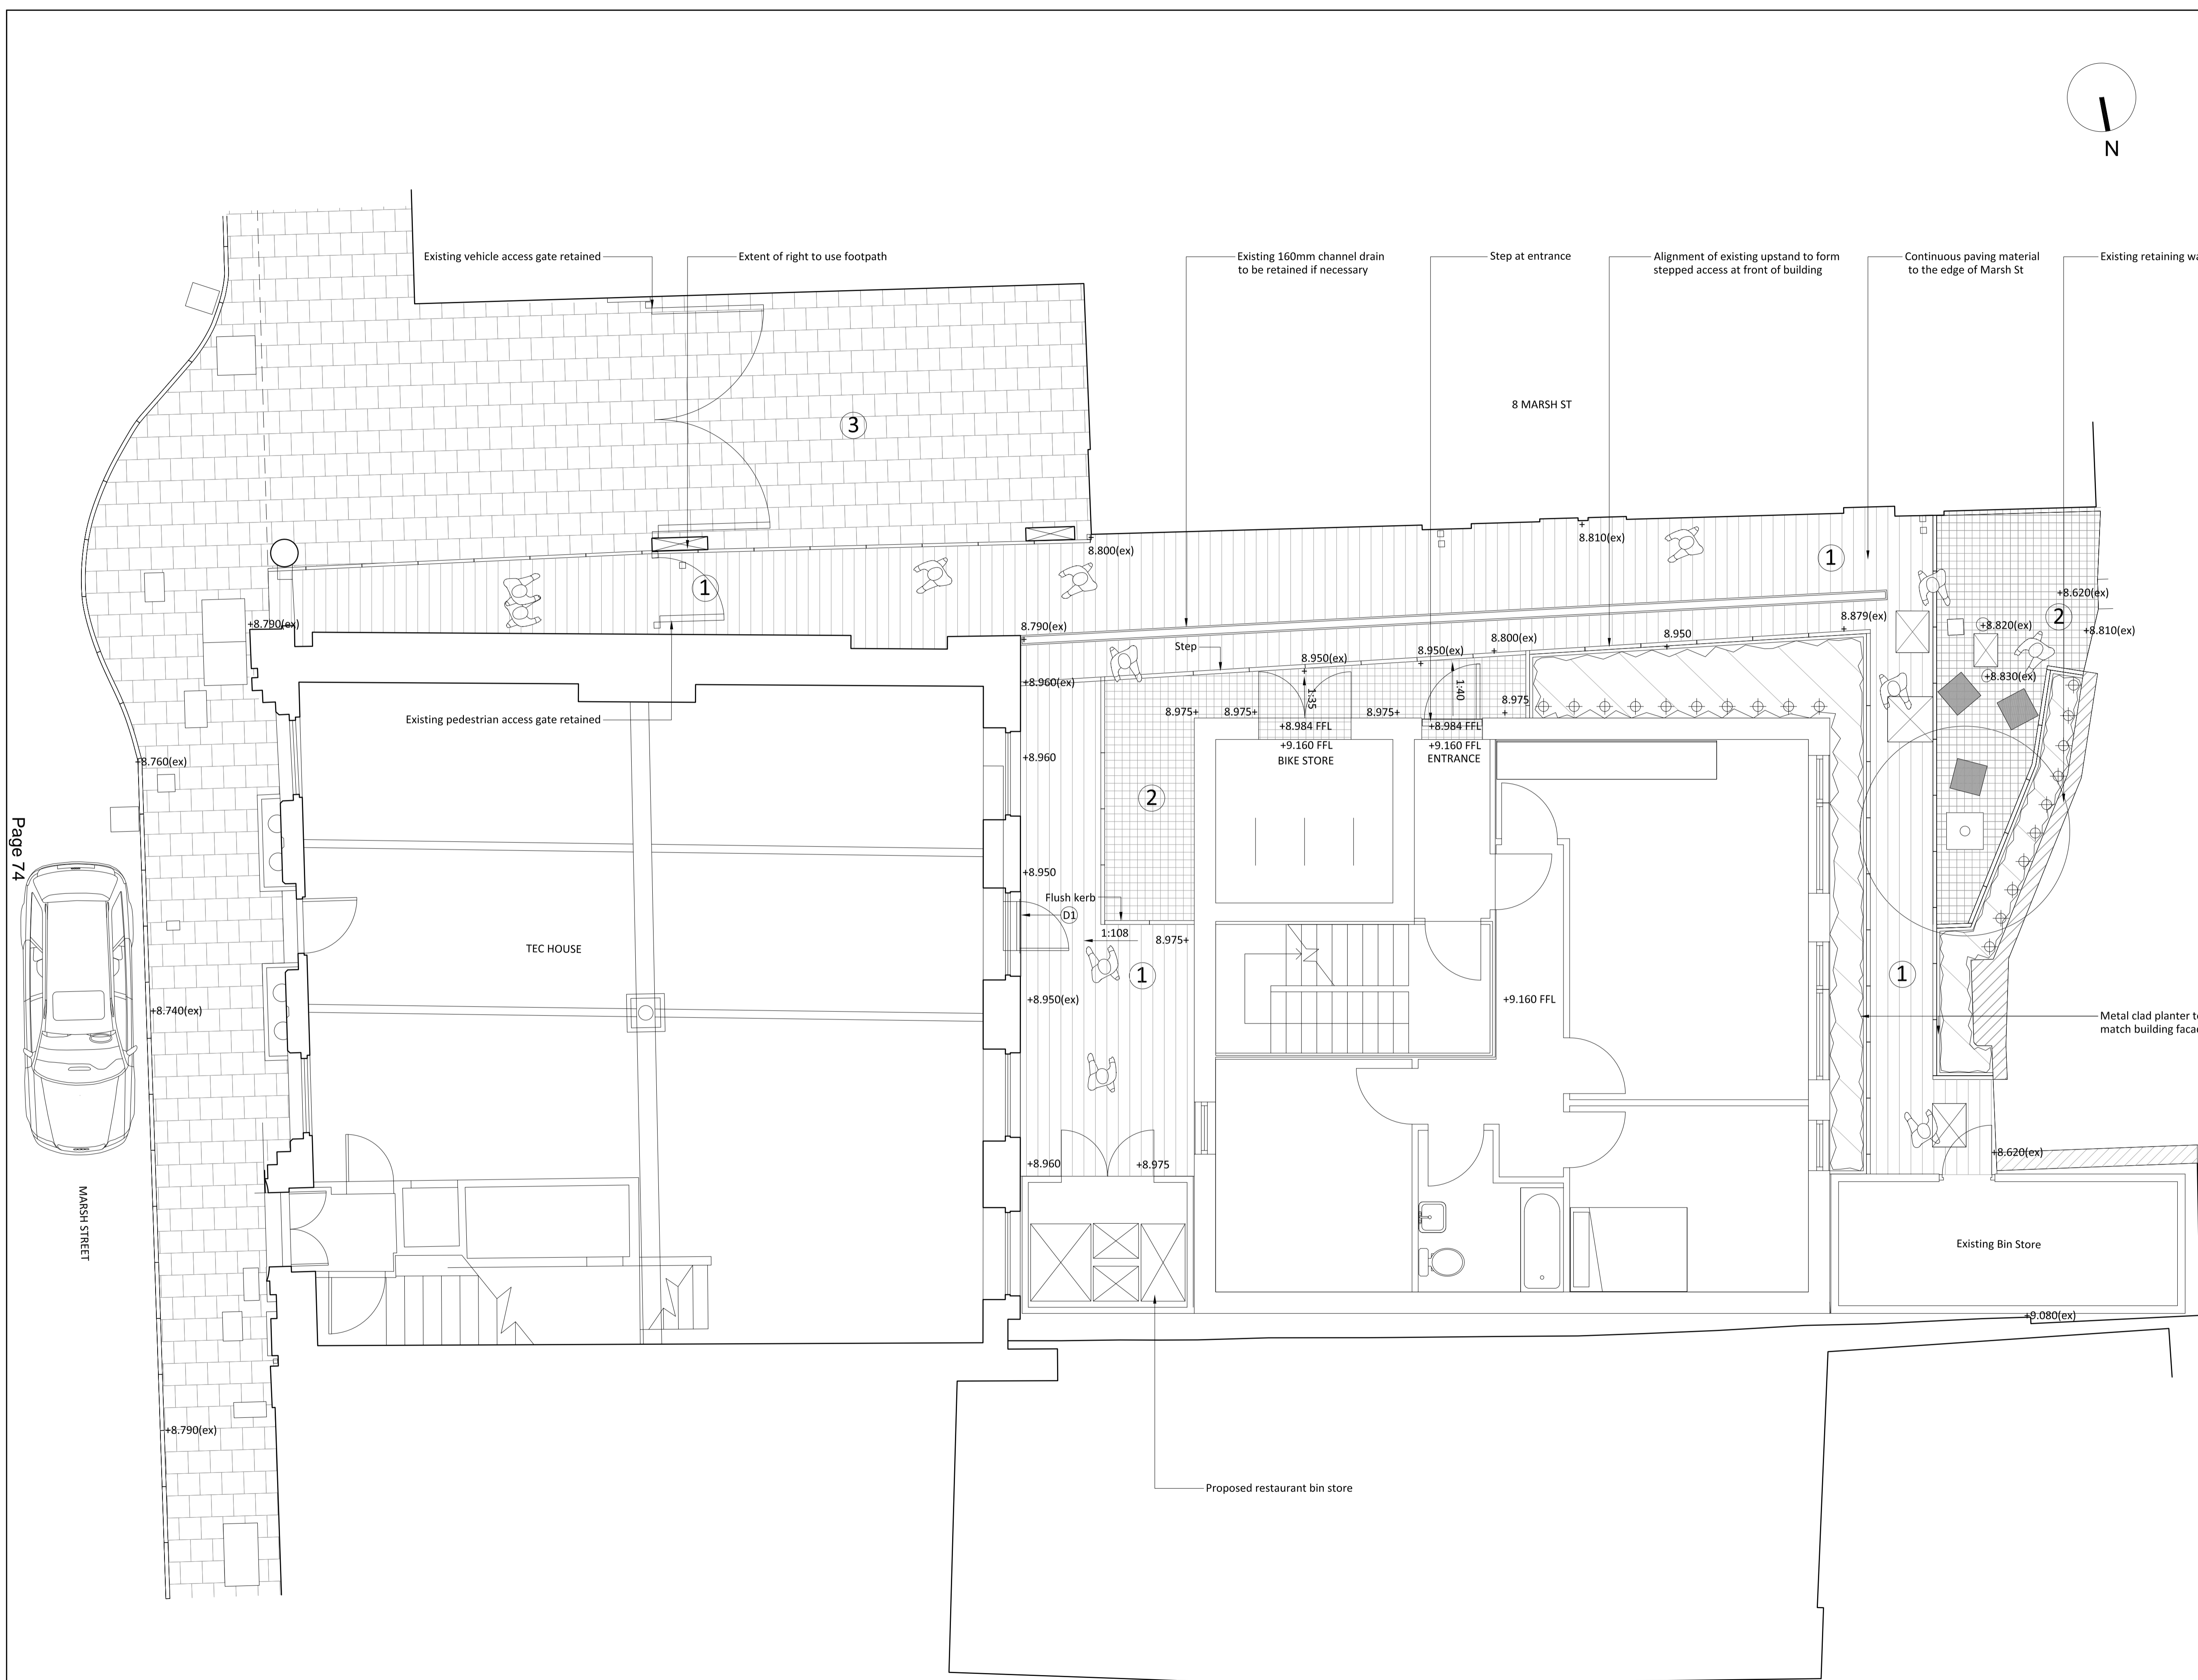 N
Existing vehicle access gate retained
Extent of right to use footpath
Existing 160mm channel drain
to be retained if necessary
Step at entrance
Alignment of existing upstand to form
stepped access at front of building
Continuous paving material
to the edge of Marsh St
Existing retaining
8 MARSH ST
3
8.800(ex)
8.810(ex)
1
1
+8.620(ex)
2
+8.790(ex)
8.790(ex)
8.879(ex)
+8.820(ex)
+8.810(ex)
Step
8.800(ex)
8.950
8.950(ex)
8.950(ex)
+8.960(ex)
+8.830(ex)
1:35
1:40
8.975
Existing pedestrian access gate retained
8.975+
8.975+
8.975+
+8.984 FFL
+8.984 FFL
+9.160 FFL
BIKE STORE
+9.160 FFL
ENTRANCE
+8.960
+8.760(ex)
2
Page 74
+8.950
Flush kerb
D1
1:108
8.975+
TEC HOUSE
1
1
+8.950(ex)
+9.160 FFL
+8.740(ex)
Metal clad planter
match building
+8.960
+8.975
+8.620(ex)
MARSH STREET
Existing Bin Store
+9.080(ex)
+8.790(ex)
Proposed restaurant bin store